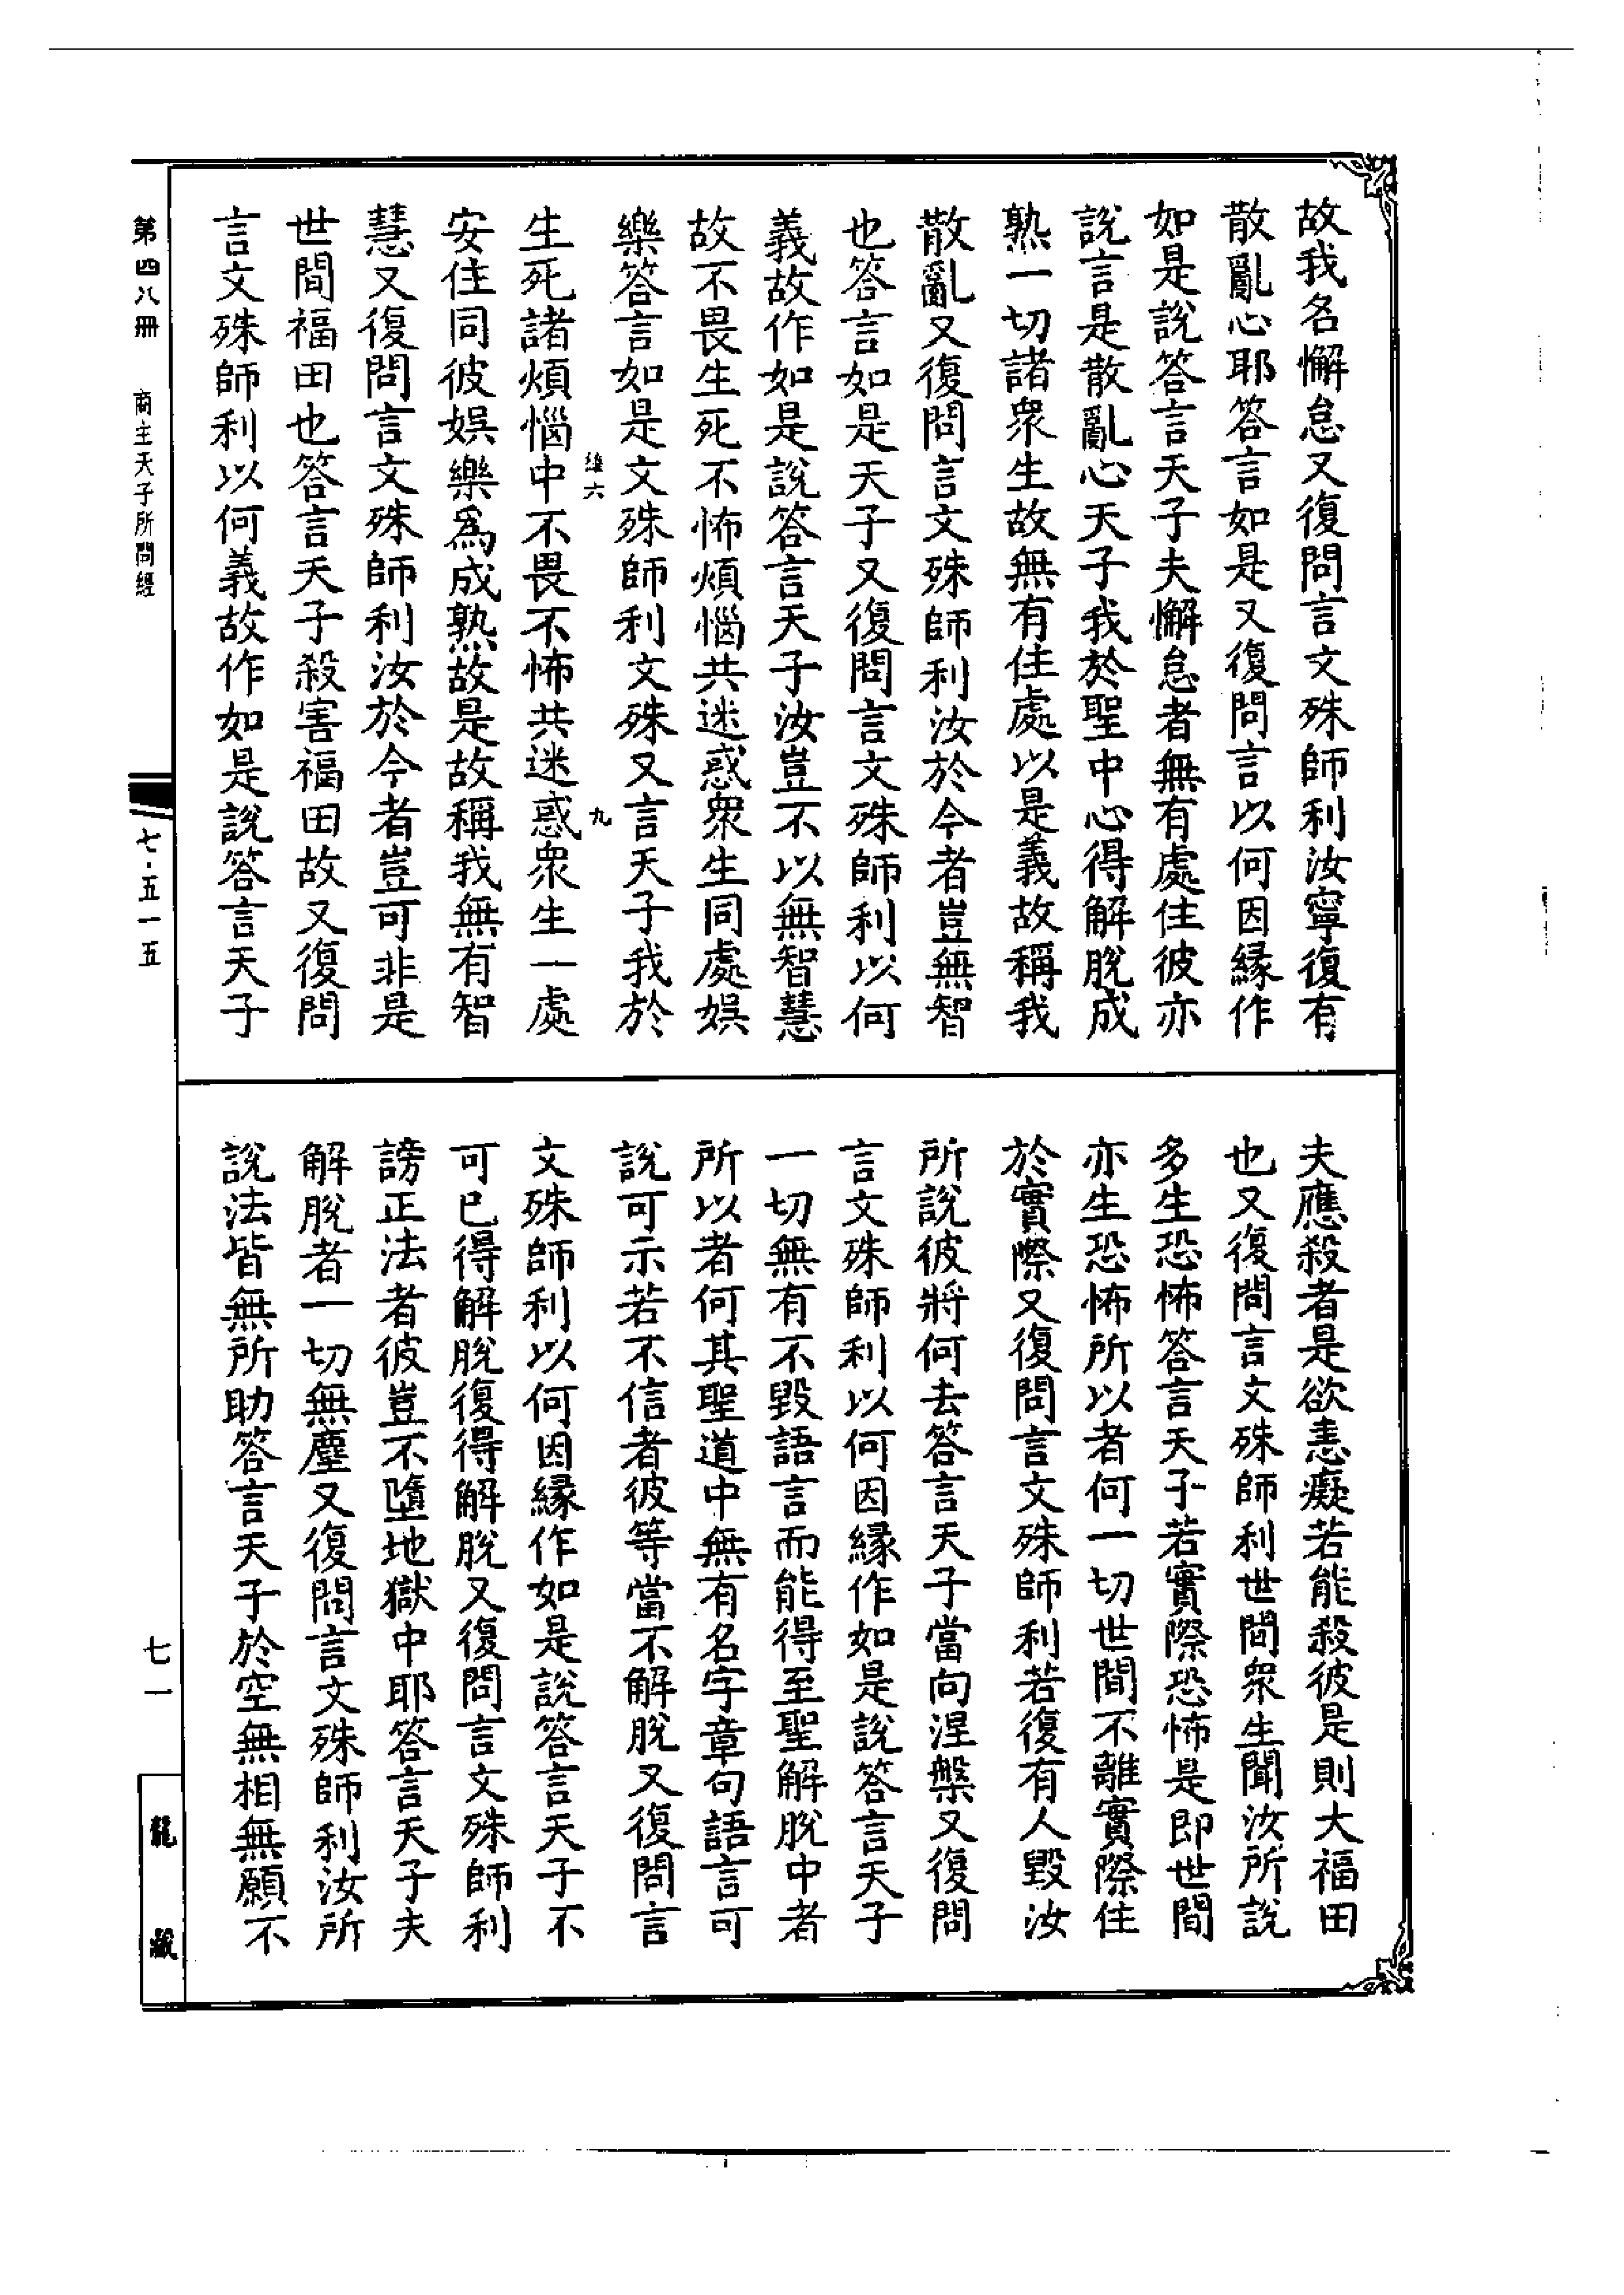 故我名懈怠又復問言文殊師利汝寧復有
散亂心耶答言如是又復問言以何因緣作
如是說答言天子夫懈怠者無有處住彼亦
說言是散亂心天子我於聖中心得解脫成
熟一切諸衆生故無有住處以是義故稱我
散亂又復問言文殊師利汝於今者豈無智
也答言如是天子又復問言文殊師利以何
義故作如是說答言天子汝豈不以無智慧
故不畏生死不怖煩惱共迷惑衆生同處娛
樂答言如是文殊師利文殊又言天子我於
維六
九
生死諸煩惱中不畏不怖共迷惑衆生一處
安住同彼娛樂爲成熟故是故稱我無有智
慧又復問言文殊師利汝於今者豈可非是
世間福田也答言天子殺害福田故又復問
言文殊師利以何義故作如是說答言天子
夫應殺者是欲恚癡若能殺彼是則大福田
也又復問言文殊師利世間衆生聞汝所說
多生恐怖答言天子若實際恐怖是即世間
亦生恐怖所以者何一切世間不離實際住
於實際又復問言文殊師利若復有人毀汝
所說彼將何去答言天子當向涅槃又復問
言文殊師利以何因緣作如是說答言天子
一切無有不毀語言而能得至聖解脫中者
所以者何其聖道中無有名字章句語言可
說可示若不信者彼等當不解脫又復問言
文殊師利以何因緣作如是說答言天子不
可已得解脫復得解脫又復問言文殊師利
謗正法者彼豈不墮地獄中耶答言天子夫
解脫者一切無塵又復問言文殊師利汝所
說法皆無所助答言天子於空無相無願不
第四八冊
商主天子所問經
七·五一五
七一
龍藏